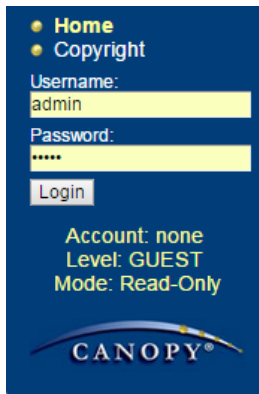 Home
Copyright
Username:
admin
Password:
•••••
Login
Account: none
Level: GUEST
Mode: Read-Only
CANOPY®